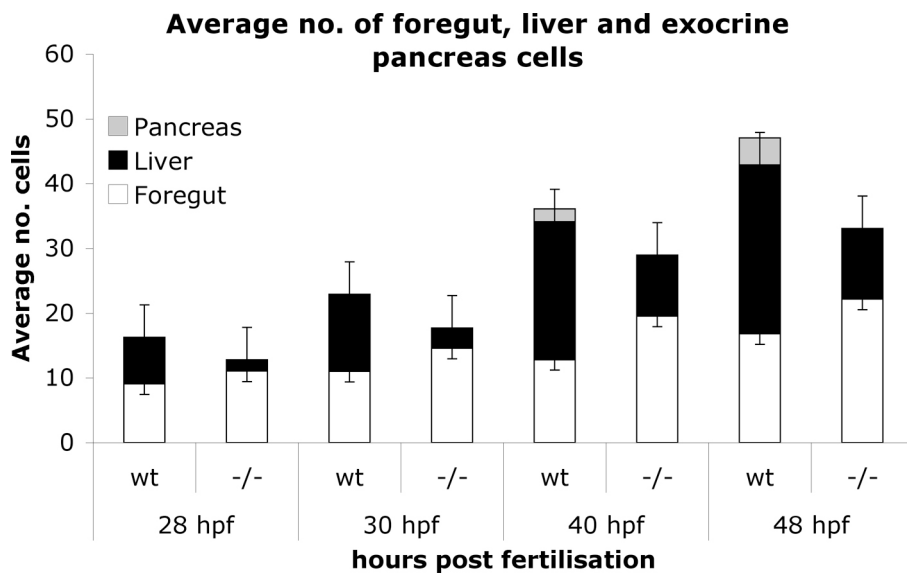 Average no. of foregut, liver and exocrine
pancreas cells
60
50
40
30
20
10
0
Average no. cells
Pancreas
Liver
Foregut
wt -/- wt -/- wt -/- wt -/-
28 hpf 30 hpf 40 hpf 48 hpf
hours post fertilisation